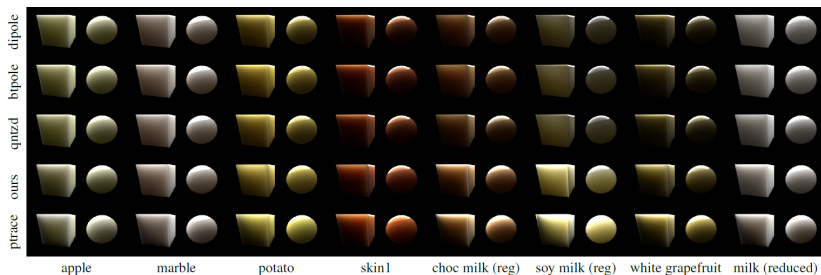 dipole
btpole
qntzd
ours
ptrace
apple marble potato skin1 choc milk (reg) soy milk (reg) white grapefruit milk (reduced)